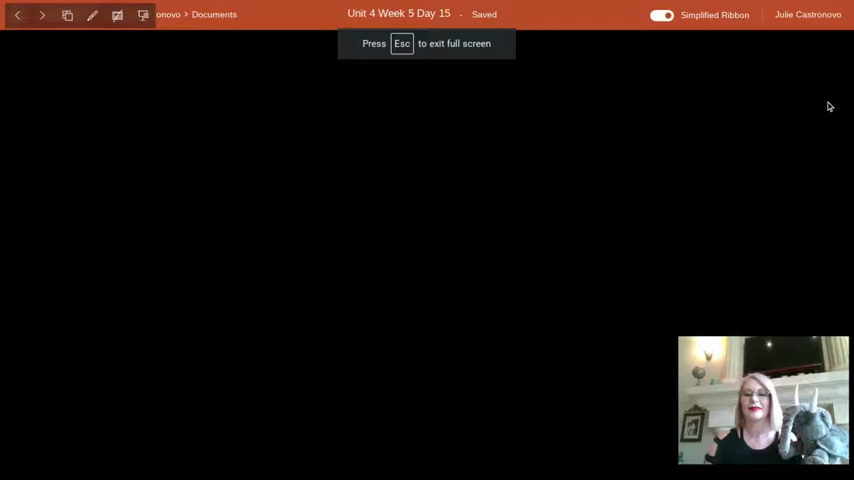 onovo > Documents
Unit 4 Week 5 Day 15 - Saved
Simplified Ribbon
Julie Castronovo
Press Esc to exit full screen